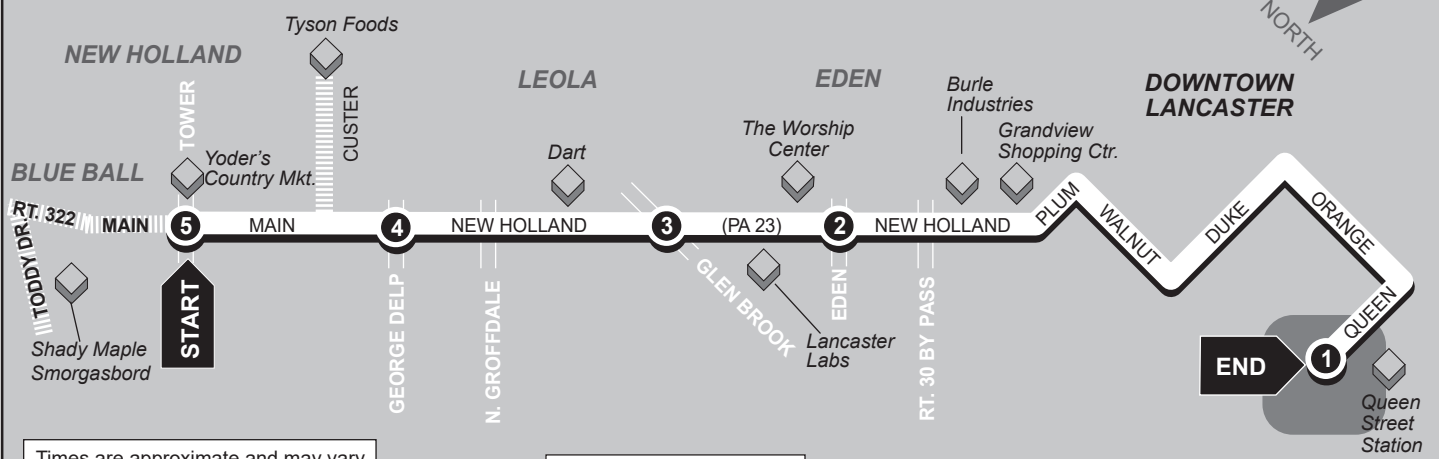 NORTH
Tyson Foods
NEW HOLLAND
LEOLA
EDEN
Burle
Industries
DOWNTOWN
LANCASTER
TOWER
CUSTER
The Worship
Center
Grandview
Shopping Ctr.
Dart
Yoder's
Country Mkt.
BLUE BALL
RT. 322
MAIN
5
MAIN
4
NEW HOLLAND
3
(PA 23)
2
NEW HOLLAND
PLUM
WALNUT
DUKE
ORANGE
QUEEN
TODDY DR.
START
GEORGE DELP
N. GROFFDALE
GLEN BROOK
EDEN
RT. 30 BY PASS
Lancaster
Labs
Shady Maple
Smorgasbord
END
1
Queen
Street
Station
Times are approximate and may vary